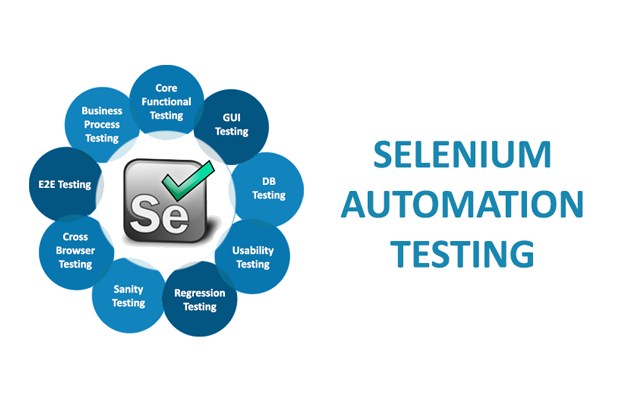 Core
Functional
Testing
GUI
Testing
DB
Testing
Usability
Testing
Regression
Testing
Sanity
Testing
Cross
Browser
Testing
E2E Testing
Business
Process
Testing
Se
SELENIUM
AUTOMATION
TESTING